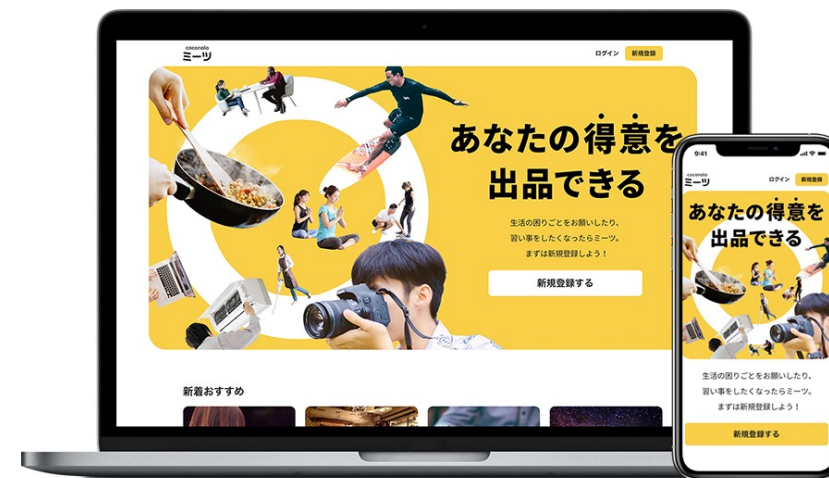 coconala
ミーツ
ログイン
新規登録
あなたの得意を
出品できる
生活の困りごとをお願いしたり、
習い事をしたくなったらミーツ。
まずは新規登録しよう！
新規登録する
新着おすすめ
9:41
coconala
ミーツ
ログイン
新規登録
あなたの得意を
出品できる
生活の困りごとをお願いしたり、
習い事をしたくなったらミーツ。
まずは新規登録しよう！
新規登録する